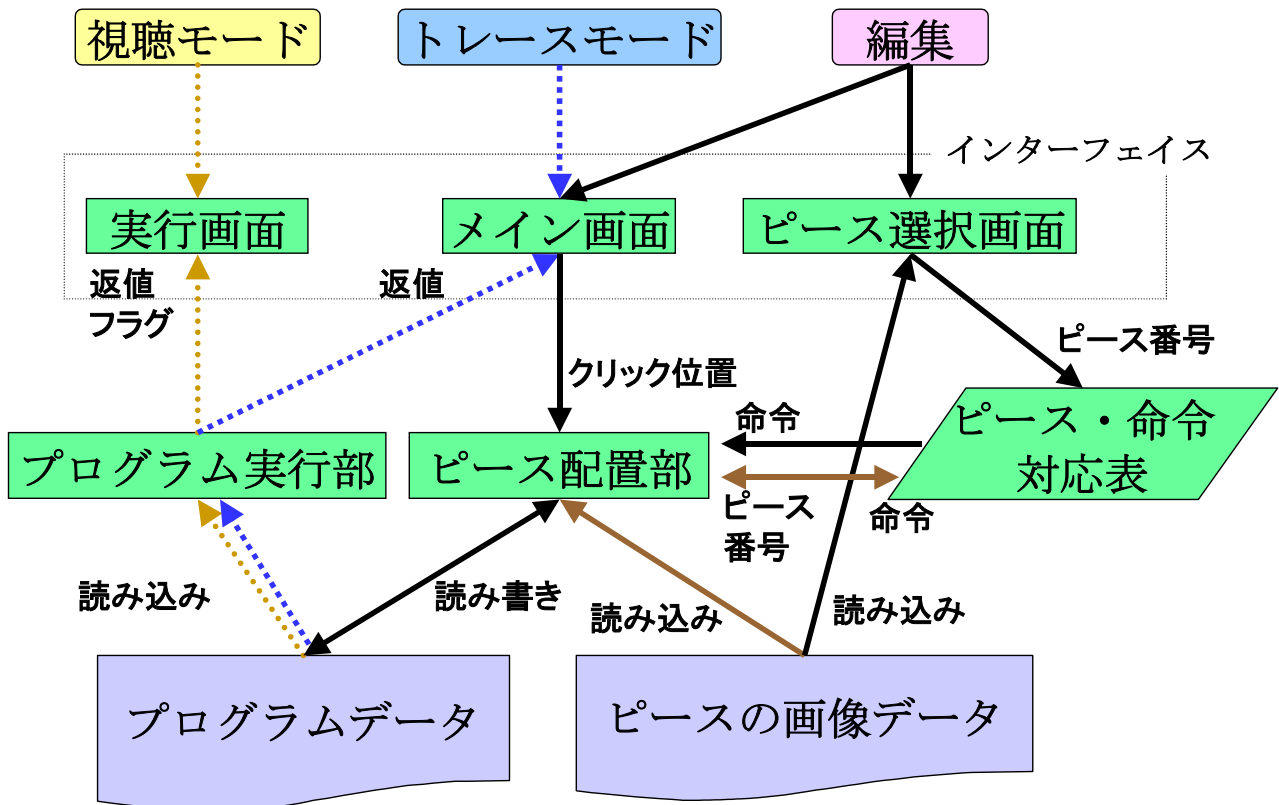 視聴モード
トレースモード
編集
インターフェイス
実行画面
メイン画面
ピース選択画面
返値
フラグ
返値
ピース番号
クリック位置
命令
ピース・命令
対応表
プログラム実行部
ピース配置部
ピース
番号
命令
読み込み
読み書き
読み込み
読み込み
プログラムデータ
ピースの画像データ